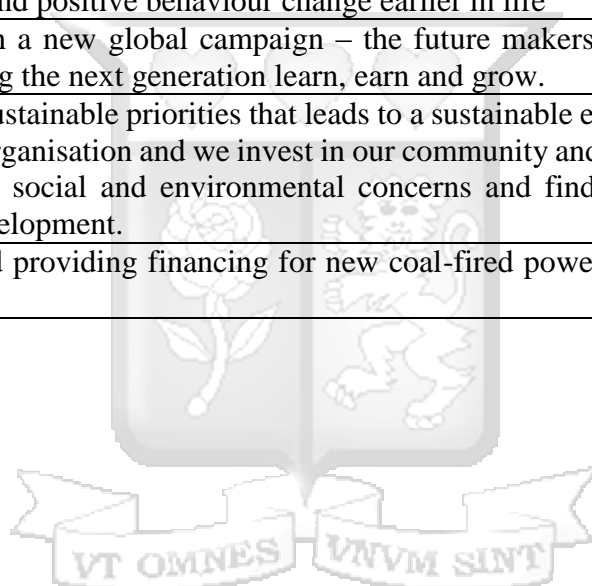 nd positive behaviour change earlier in life
n a new global campaign – the future makers
g the next generation learn, earn and grow.
ustainable priorities that leads to a sustainable e
rganisation and we invest in our community and
social and environmental concerns and find
elopment.
d providing financing for new coal-fired powe
VT OMNES VNVM SINT